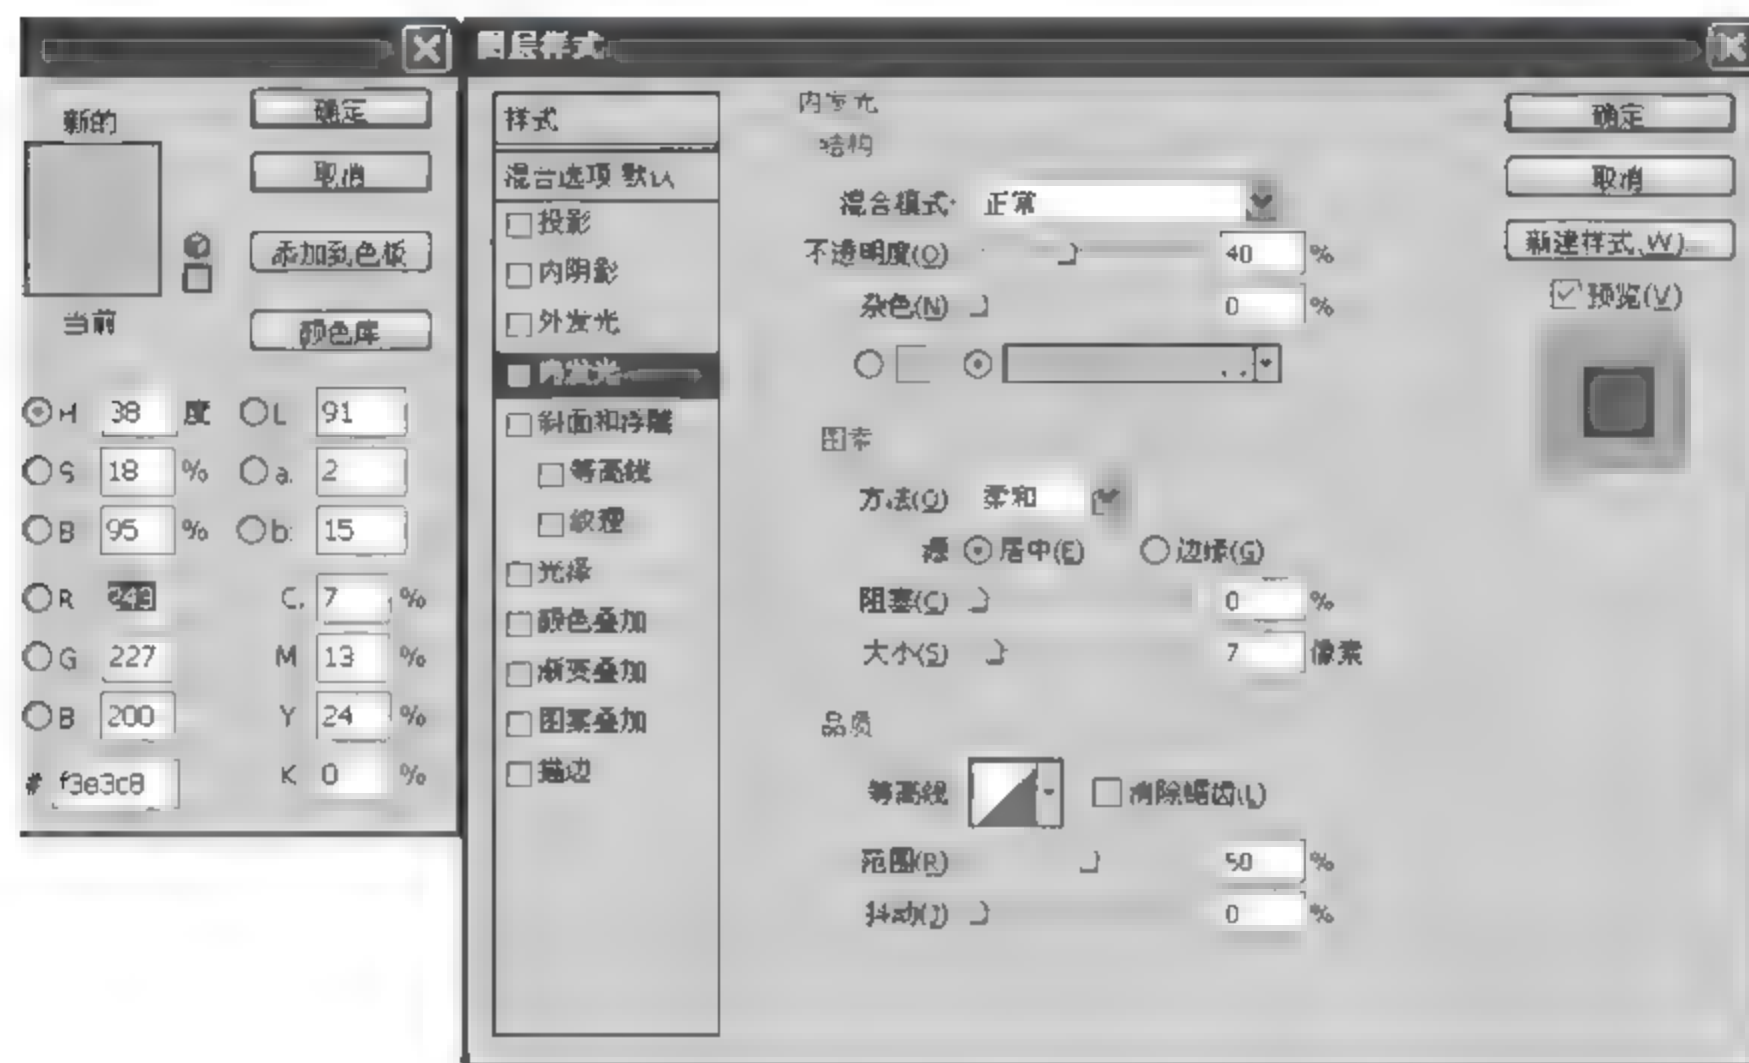 新的
确定
取消
添加到色板
当前
颜色库
H 38 度 L 91
S 18 % a. 2
B 95 % b: 15
R 243 C. 7 %
G 227 M 13 %
B 200 Y 24 %
# f3e3c8 K 0 %
图层样式
样式
混合选项 默认
投影
内阴影
外发光
内发光
斜面和浮雕
等高线
纹理
光泽
颜色叠加
渐变叠加
图案叠加
描边
内发光
结构
混合模式: 正常
不透明度(O) 40 %
杂色(N) 0 %
图素
方法(Q) 柔和
源 居中(E) 边缘(G)
阻塞(C) 0 %
大小(S) 7 像素
品质
等高线 消除锯齿(L)
范围(R) 50 %
抖动(J) 0 %
确定
取消
新建样式(W)...
预览(V)